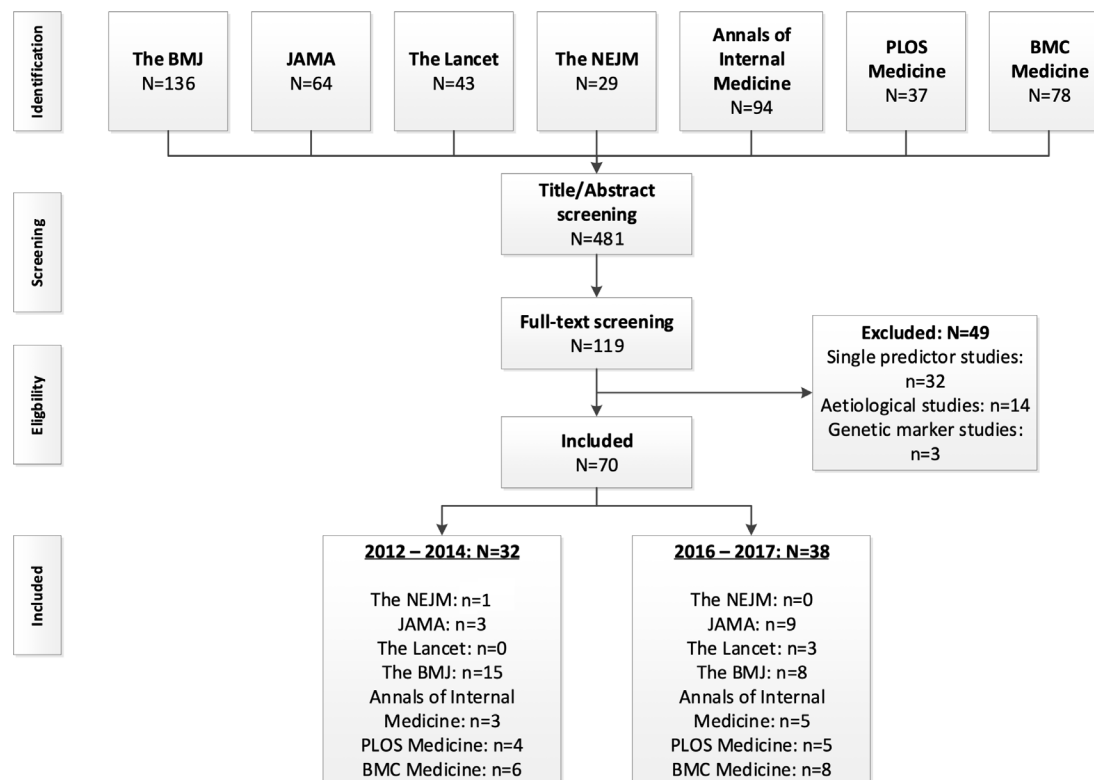 Identification
The BMJ
N=136
JAMA
N=64
The Lancet
N=43
The NEJM
N=29
Annals of
Internal
Medicine
N=94
PLOS
Medicine
N=37
BMC
Medicine
N=78
Screening
Title/Abstract
screening
N=481
Full-text screening
N=119
Eligbility
Excluded: N=49
Single predictor studies:
n=32
Aetiological studies: n=14
Genetic marker studies:
n=3
Included
N=70
Included
2012 – 2014: N=32
The NEJM: n=1
JAMA: n=3
The Lancet: n=0
The BMJ: n=15
Annals of Internal
Medicine: n=3
PLOS Medicine: n=4
BMC Medicine: n=6
2016 – 2017: N=38
The NEJM: n=0
JAMA: n=9
The Lancet: n=3
The BMJ: n=8
Annals of Internal
Medicine: n=5
PLOS Medicine: n=5
BMC Medicine: n=8